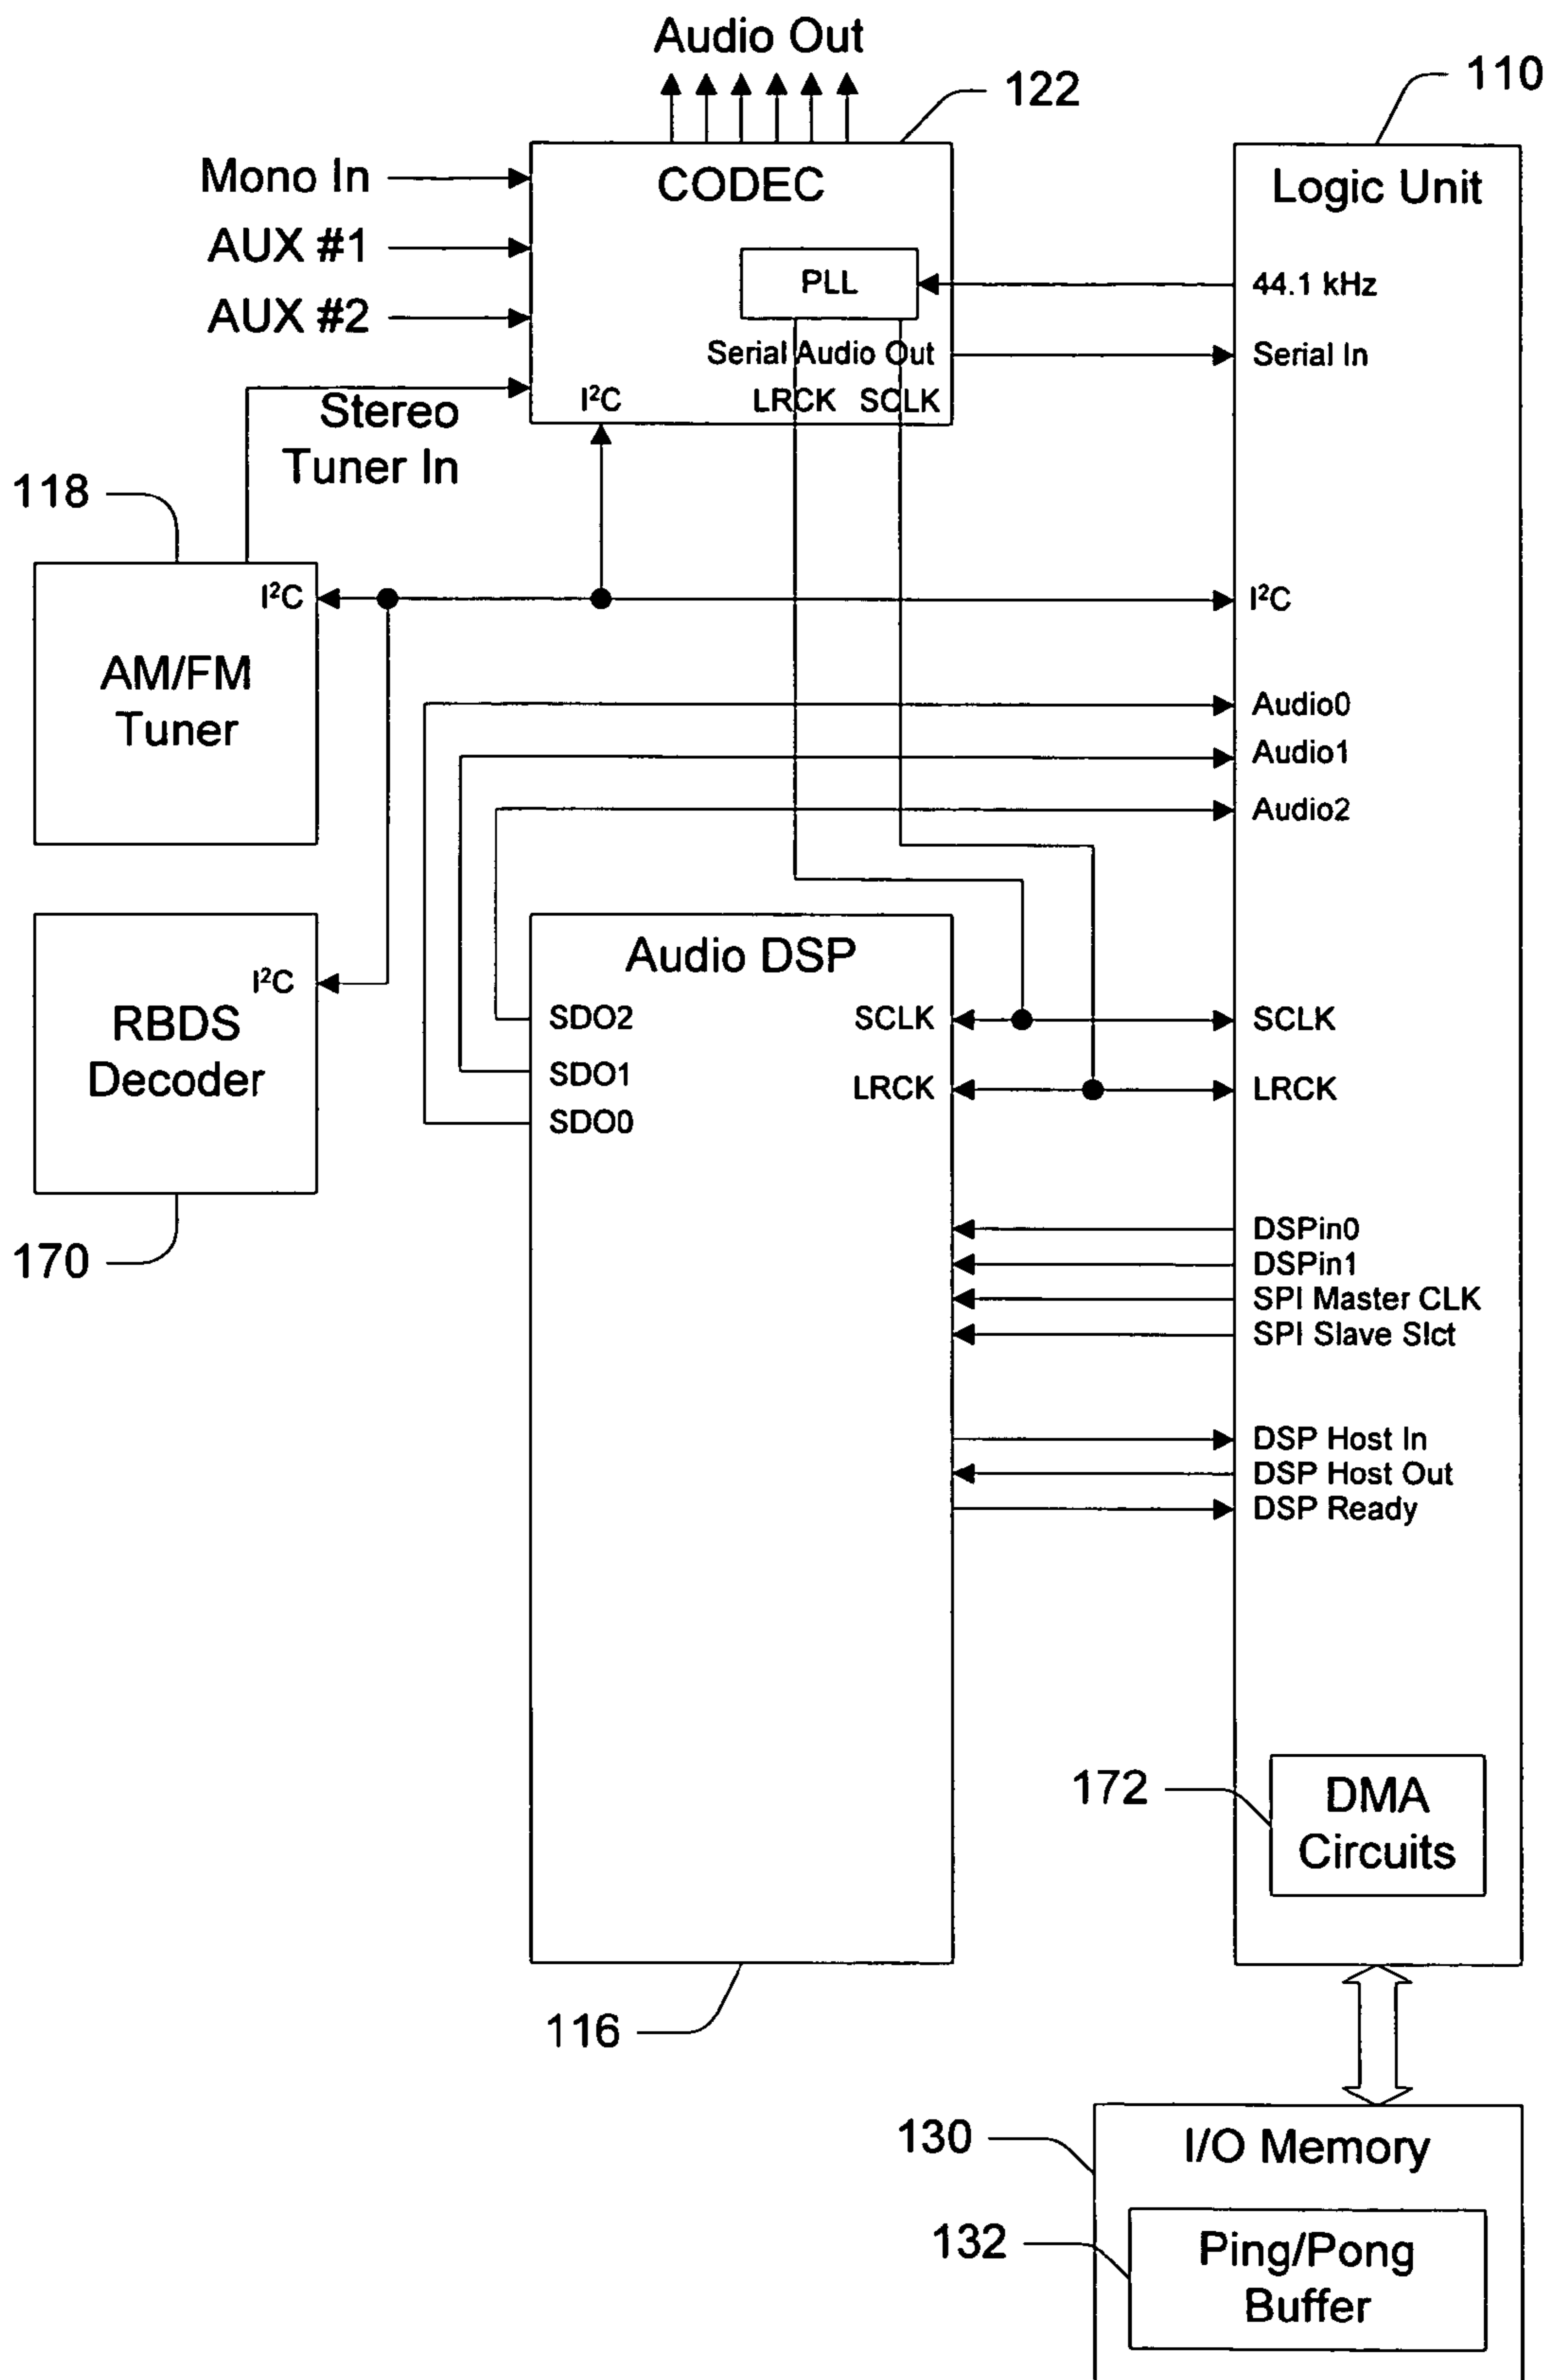 Audio Out
122
110
Mono In
AUX #1
AUX #2
CODEC
PLL
Serial Audio Out
I²C
LRCK SCLK
Stereo
Tuner In
Logic Unit
44.1 kHz
Serial In
I²C
Audio0
Audio1
Audio2
SCLK
LRCK
DSPin0
DSPin1
SPI Master CLK
SPI Slave Slct
DSP Host In
DSP Host Out
DSP Ready
118
I²C
AM/FM
Tuner
I²C
RBDS
Decoder
170
Audio DSP
SDO2
SDO1
SDO0
SCLK
LRCK
116
172
DMA
Circuits
130
I/O Memory
132
Ping/Pong
Buffer